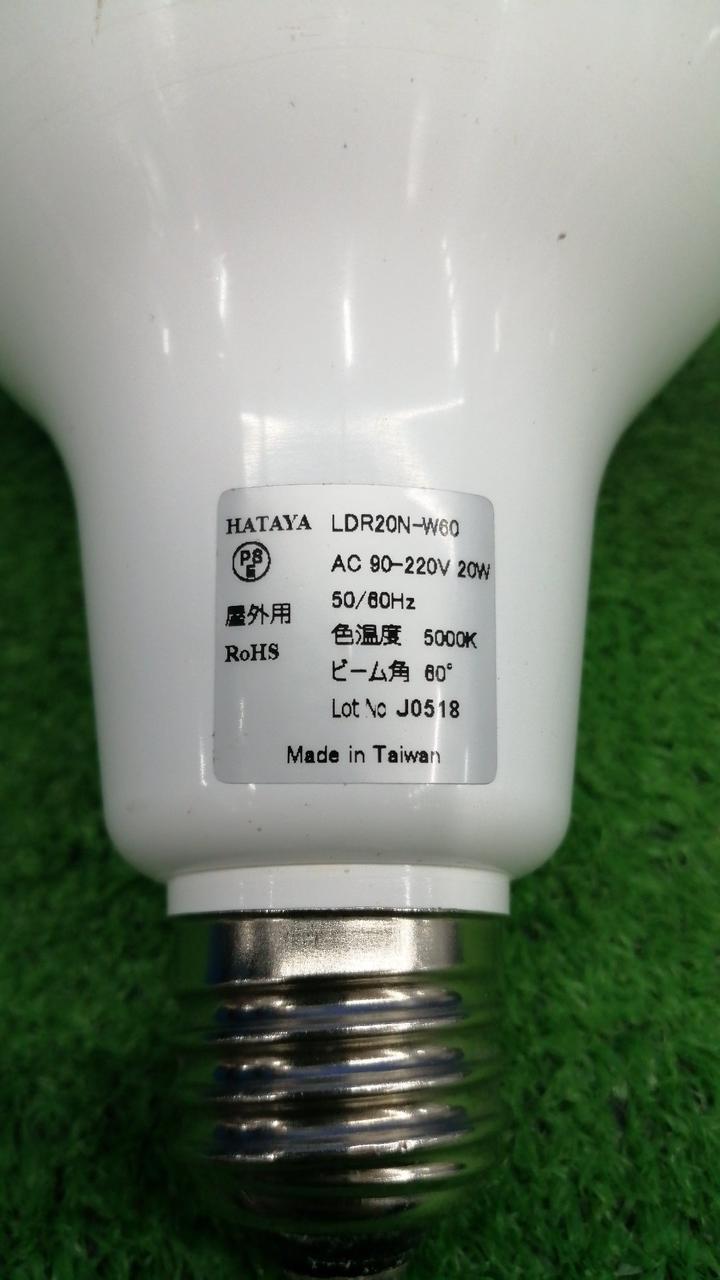 HATAYA LDR20N-W60
PS
E
AC 90-220V 20W
屋外用
50/60Hz
色温度 5000K
RoHS
ビーム角 60°
Lot No J0518
Made in Taiwan